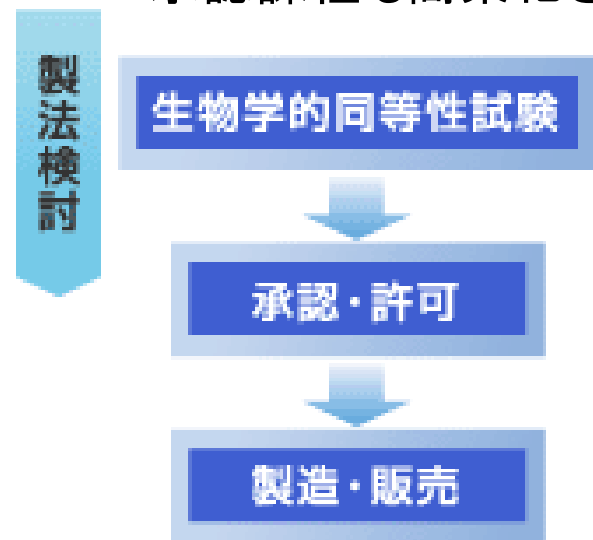 製法検討
生物学的同等性試験
承認・許可
製造・販売